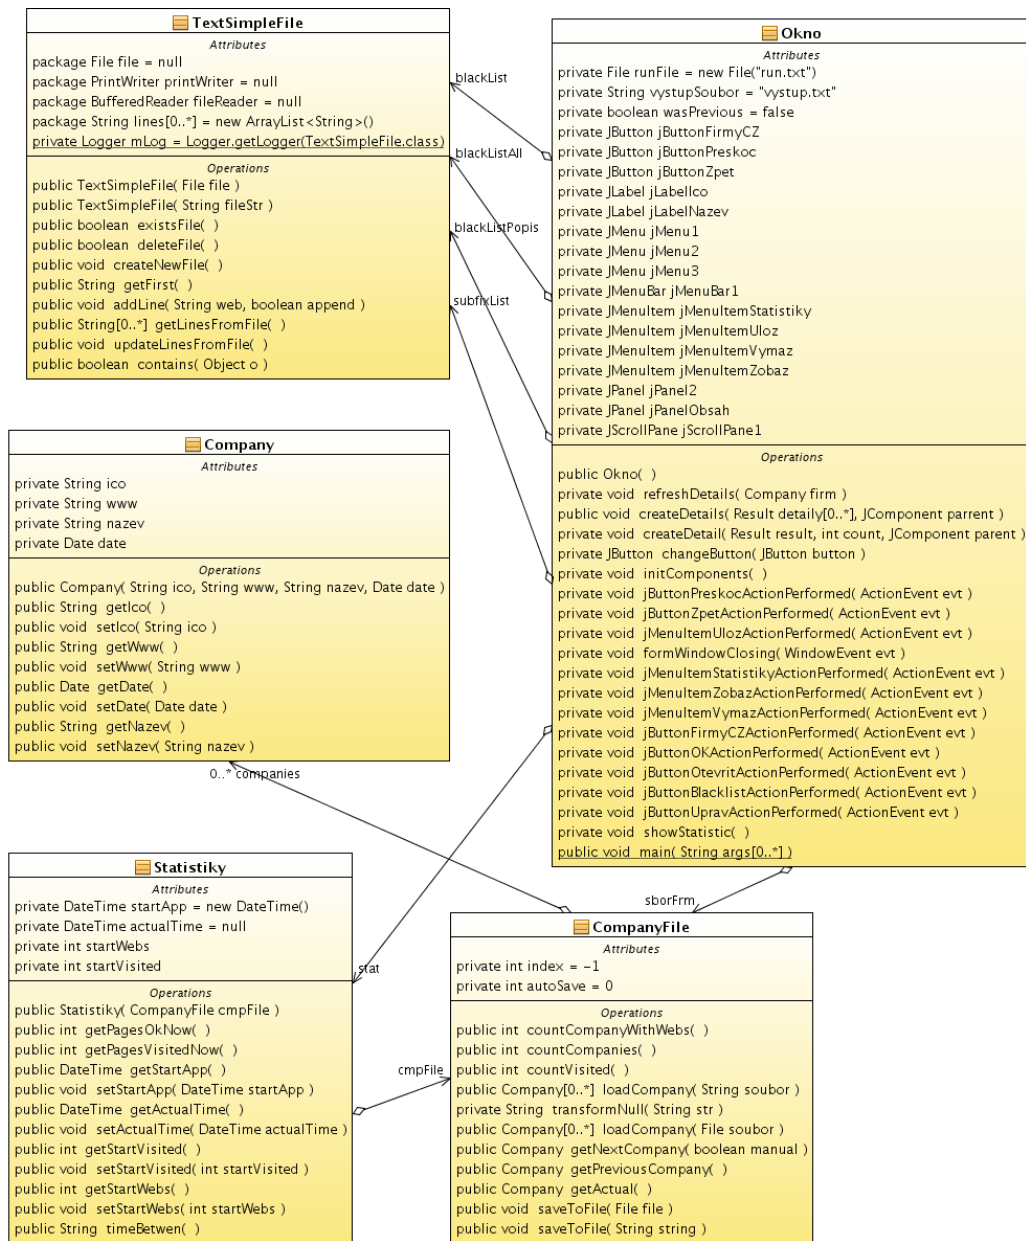 TextSimpleFile
Attributes
package File file = null
package PrintWriter printWriter = null
package BufferedReader fileReader = null
package String lines[0..*] = new ArrayList<String>()
private Logger mLog = Logger.getLogger(TextSimpleFile.class)
Operations
public TextSimpleFile( File file )
public TextSimpleFile( String fileStr )
public boolean existsFile( )
public boolean deleteFile( )
public void createNewFile( )
public String getFirst( )
public void addLine( String web, boolean append )
public String[0..*] getLinesFromFile( )
public void updateLinesFromFile( )
public boolean contains( Object o )
blackList
blackListAll
blackListPopis
subfixList
Okno
Attributes
private File runFile = new File("run.txt")
private String vystupSoubor = "vystup.txt"
private boolean wasPrevious = false
private JButton jButtonFirmyCZ
private JButton jButtonPreskoc
private JButton jButtonZpet
private JLabel jLabelIco
private JLabel jLabelNazev
private JMenu jMenu1
private JMenu jMenu2
private JMenu jMenu3
private JMenuBar jMenuBar1
private JMenuItem jMenuItemStatistiky
private JMenuItem jMenuItemUloz
private JMenuItem jMenuItemVymaz
private JMenuItem jMenuItemZobaz
private JPanel jPanel2
private JPanel jPanelObsah
private JScrollPane jScrollPane1
Operations
public Okno( )
private void refreshDetails( Company firm )
public void createDetails( Result detaily[0..*], JComponent parrent )
private void createDetail( Result result, int count, JComponent parent )
private JButton changeButton( JButton button )
private void initComponents( )
private void jButtonPreskocActionPerformed( ActionEvent evt )
private void jButtonZpetActionPerformed( ActionEvent evt )
private void jMenuItemUlozActionPerformed( ActionEvent evt )
private void formWindowClosing( WindowEvent evt )
private void jMenuItemStatistikyActionPerformed( ActionEvent evt )
private void jMenuItemZobazActionPerformed( ActionEvent evt )
private void jMenuItemVymazActionPerformed( ActionEvent evt )
private void jButtonFirmyCZActionPerformed( ActionEvent evt )
private void jButtonOKActionPerformed( ActionEvent evt )
private void jButtonOtevritActionPerformed( ActionEvent evt )
private void jButtonBlacklistActionPerformed( ActionEvent evt )
private void jButtonUpravActionPerformed( ActionEvent evt )
private void showStatistic( )
public void main( String args[0..*] )
Company
Attributes
private String ico
private String www
private String nazev
private Date date
Operations
public Company( String ico, String www, String nazev, Date date )
public String getIco( )
public void setIco( String ico )
public String getWww( )
public void setWww( String www )
public Date getDate( )
public void setDate( Date date )
public String getNazev( )
public void setNazev( String nazev )
0..* companies
Statistiky
Attributes
private DateTime startApp = new DateTime()
private DateTime actualTime = null
private int startWebs
private int startVisited
Operations
public Statistiky( CompanyFile cmpFile )
public int getPagesOkNow( )
public int getPagesVisitedNow( )
public DateTime getStartApp( )
public void setStartApp( DateTime startApp )
public DateTime getActualTime( )
public void setActualTime( DateTime actualTime )
public int getStartVisited( )
public void setStartVisited( int startVisited )
public int getStartWebs( )
public void setStartWebs( int startWebs )
public String timeBetwen( )
stat
cmpFile
sborFrm
CompanyFile
Attributes
private int index = -1
private int autoSave = 0
Operations
public int countCompanyWithWebs( )
public int countCompanies( )
public int countVisited( )
public Company[0..*] loadCompany( String soubor )
private String transformNull( String str )
public Company[0..*] loadCompany( File soubor )
public Company getNextCompany( boolean manual )
public Company getPreviousCompany( )
public Company getActual( )
public void saveToFile( File file )
public void saveToFile( String string )